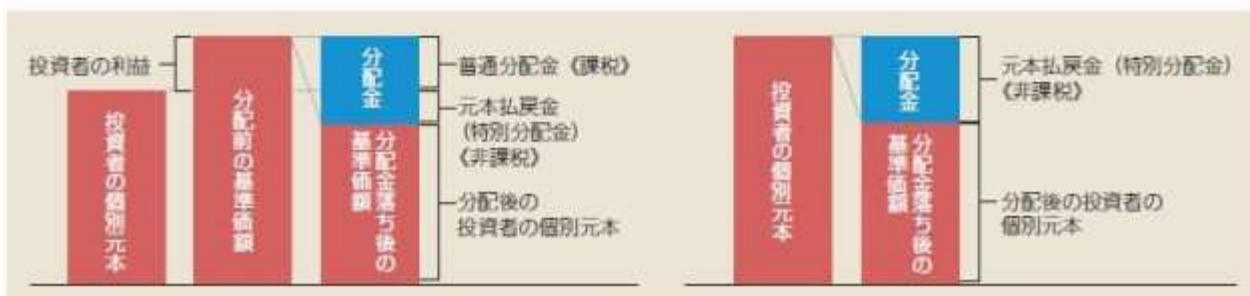 投資者の利益
投資者の個別元本
分配前の基準価額
分配金
分配金落ち後の
基準価額
普通分配金《課税》
元本払戻金
(特別分配金)
《非課税》
分配後の
投資者の個別元本
投資者の個別元本
分配金
分配金落ち後の
基準価額
元本払戻金(特別分配金)
《非課税》
分配後の投資者の
個別元本